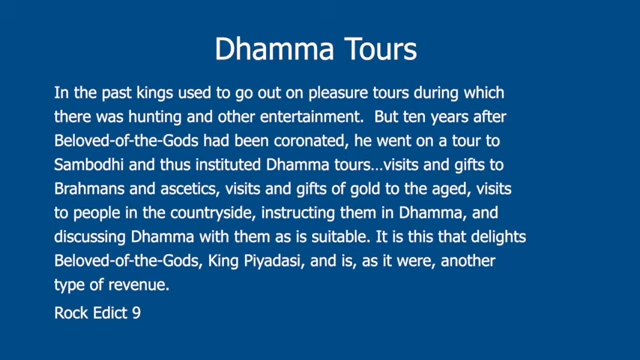 Dhamma Tours
In the past kings used to go out on pleasure tours during which
there was hunting and other entertainment.  But ten years after
Beloved-of-the-Gods had been coronated, he went on a tour to
Sambodhi and thus instituted Dhamma tours…visits and gifts to
Brahmans and ascetics, visits and gifts of gold to the aged, visits
to people in the countryside, instructing them in Dhamma, and
discussing Dhamma with them as is suitable. It is this that delights
Beloved-of-the-Gods, King Piyadasi, and is, as it were, another
type of revenue.
Rock Edict 9